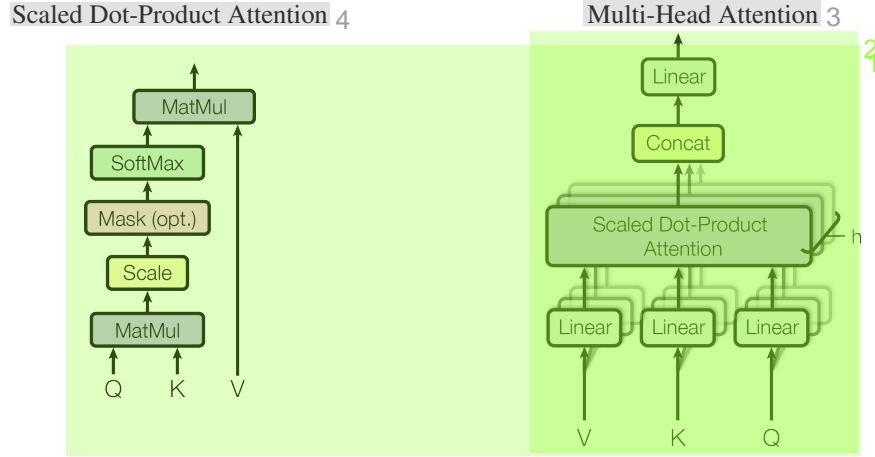 Scaled Dot-Product Attention 4
Multi-Head Attention 3
2
1
MatMul
SoftMax
Mask (opt.)
Scale
MatMul
Q K V
Linear
Concat
Scaled Dot-Product
Attention
h
Linear Linear Linear
V K Q